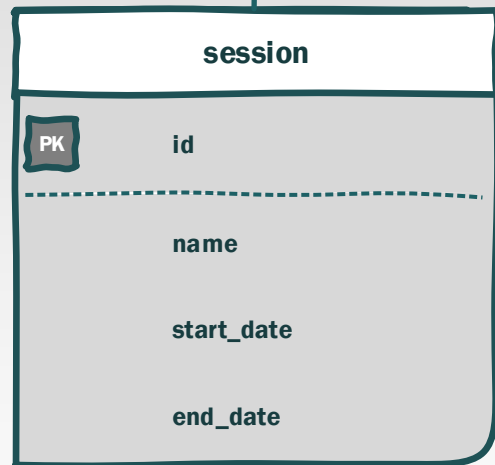 session
PK id
name
start_date
end_date